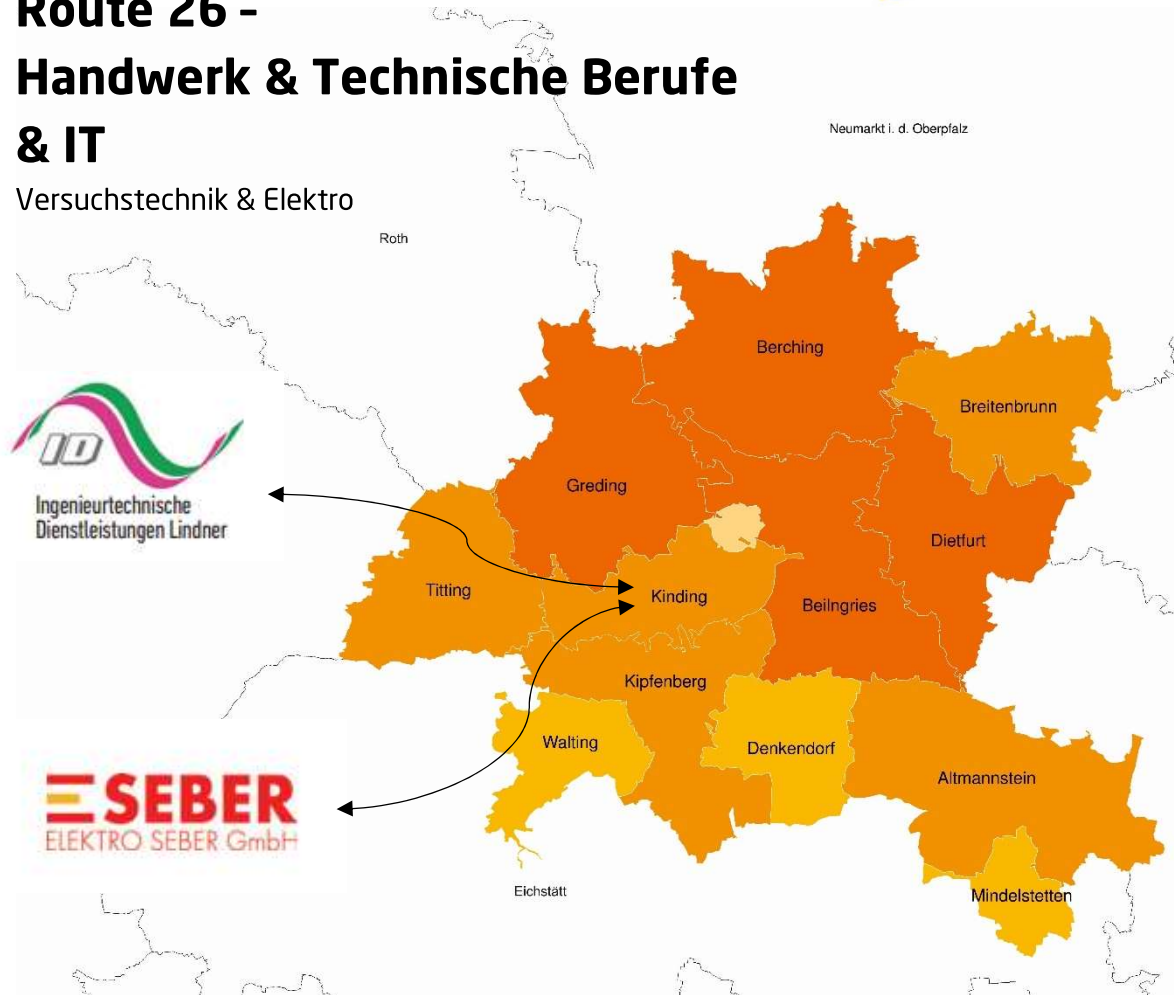 Route 26 –
Handwerk & Technische Berufe
& IT
Versuchstechnik & Elektro
Neumarkt i. d. Oberpfalz
Roth
Berching
Breitenbrunn
Greding
Dietfurt
Titting
Kinding
Beilngries
Kipfenberg
Walting
Denkendorf
Altmannstein
Mindelstetten
Eichstätt
ID
Ingenieurtechnische
Dienstleistungen Lindner
SEBER
ELEKTRO SEBER GmbH